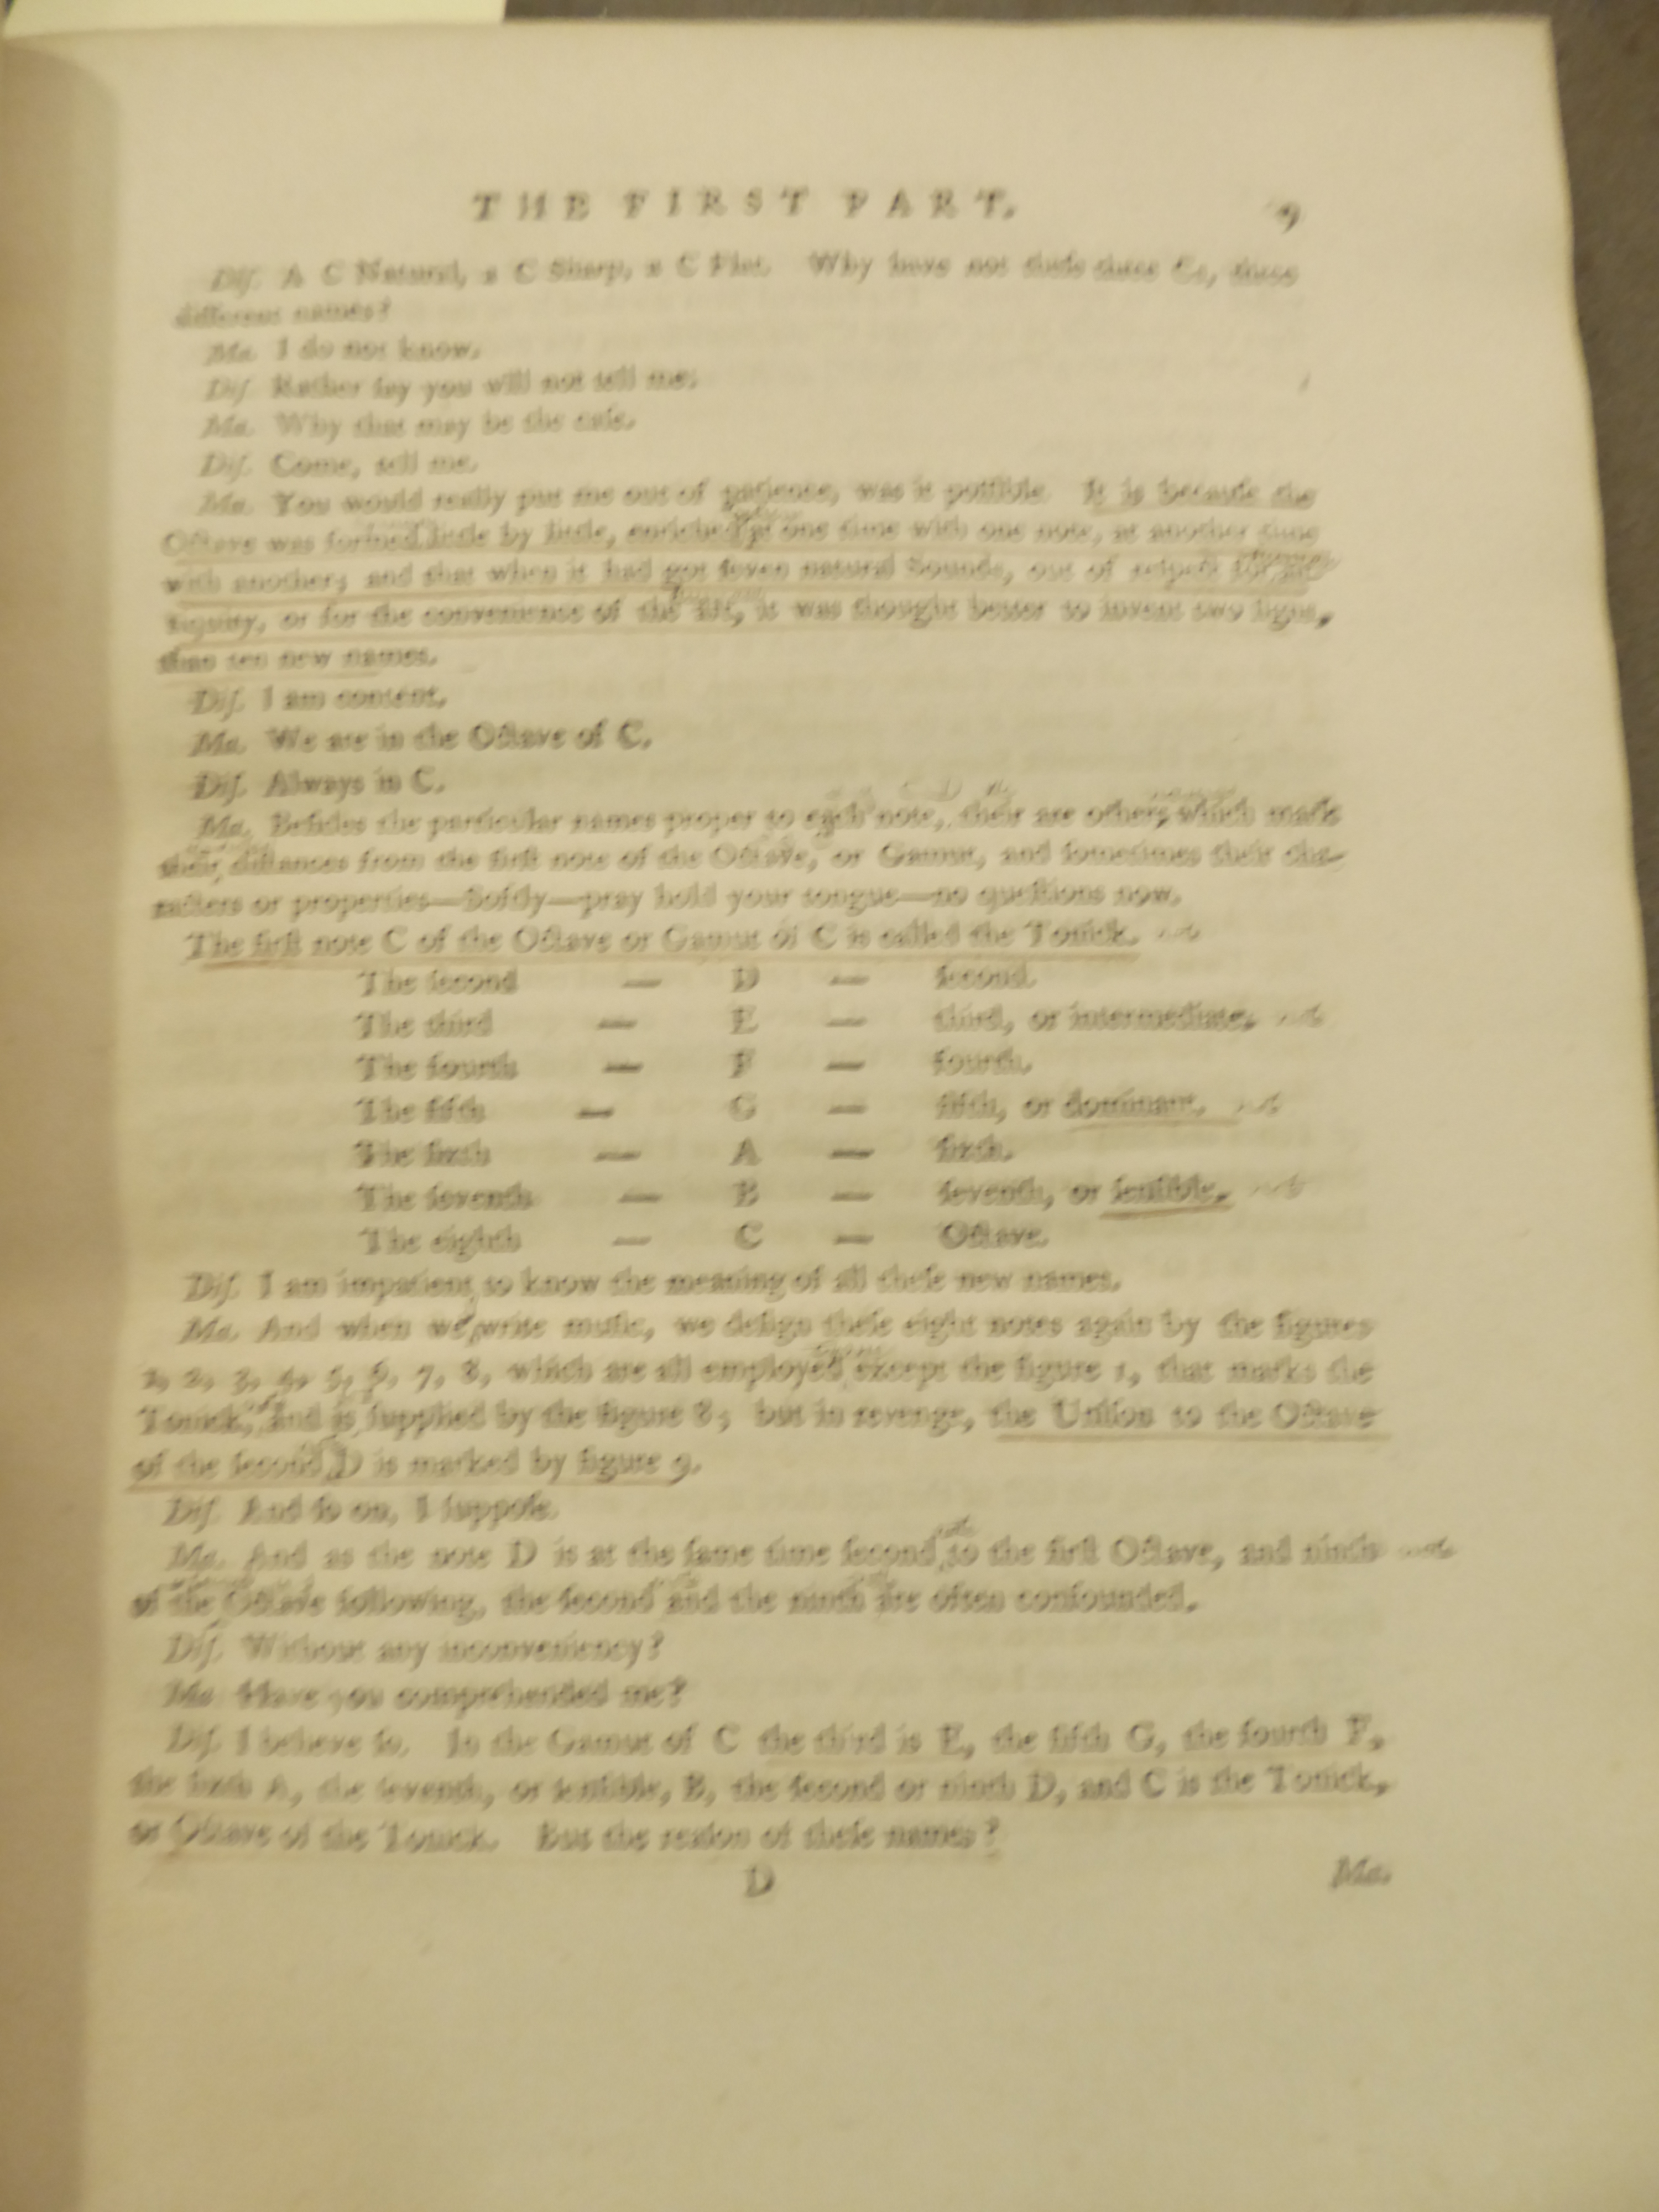 THE FIRST PART. 9
Diſ. A C Natural, a C Sharp, a C Flat. Why have not theſe three Cs, three
different names?
Ma. I do not know.
Diſ. Rather ſay you will not tell me.
Ma. Why that may be the caſe.
Diſ. Come, tell me.
Ma. You would really put me out of patience, was it poſſible. It is becauſe the
Octave was formed little by little, enriched at one time with one note, at another time
with another; and that when it had got ſeven natural Sounds, out of reſpect for an-
tiquity, or for the convenience of the art, it was thought better to invent two ſigns,
than ten new names.
Diſ. I am content.
Ma. We are in the Octave of C.
Diſ. Always in C.
Ma. Beſides the particular names proper to each note, their are others which mark
their diſtances from the firſt note of the Octave, or Gamut, and ſometimes their cha-
racters or properties—Softly—pray hold your tongue—no queſtions now.
The firſt note C of the Octave or Gamut of C is called the Tonick.
The ſecond — D — ſecond.
The third — E — third, or intermediate.
The fourth — F — fourth.
The fifth — G — fifth, or dominant.
The ſixth — A — ſixth.
The ſeventh — B — ſeventh, or ſenſible.
The eighth — C — Octave.
Diſ. I am impatient to know the meaning of all theſe new names.
Ma. And when we write muſic, we deſign theſe eight notes again by the figures
1, 2, 3, 4, 5, 6, 7, 8, which are all employed except the figure 1, that marks the
Tonick, and is ſupplied by the figure 8; but in revenge, the Uniſon to the Octave
of the ſecond D is marked by figure 9.
Diſ. And ſo on, I ſuppoſe.
Ma. And as the note D is at the ſame time ſecond to the firſt Octave, and ninth
of the Octave following, the ſecond and the ninth are often confounded.
Diſ. Without any inconveniency?
Ma. Have you comprehended me?
Diſ. I believe ſo. In the Gamut of C the third is E, the fifth G, the fourth F,
the ſixth A, the ſeventh, or ſenſible, B, the ſecond or ninth D, and C is the Tonick,
or Octave of the Tonick. But the reaſon of theſe names?
D Ma.